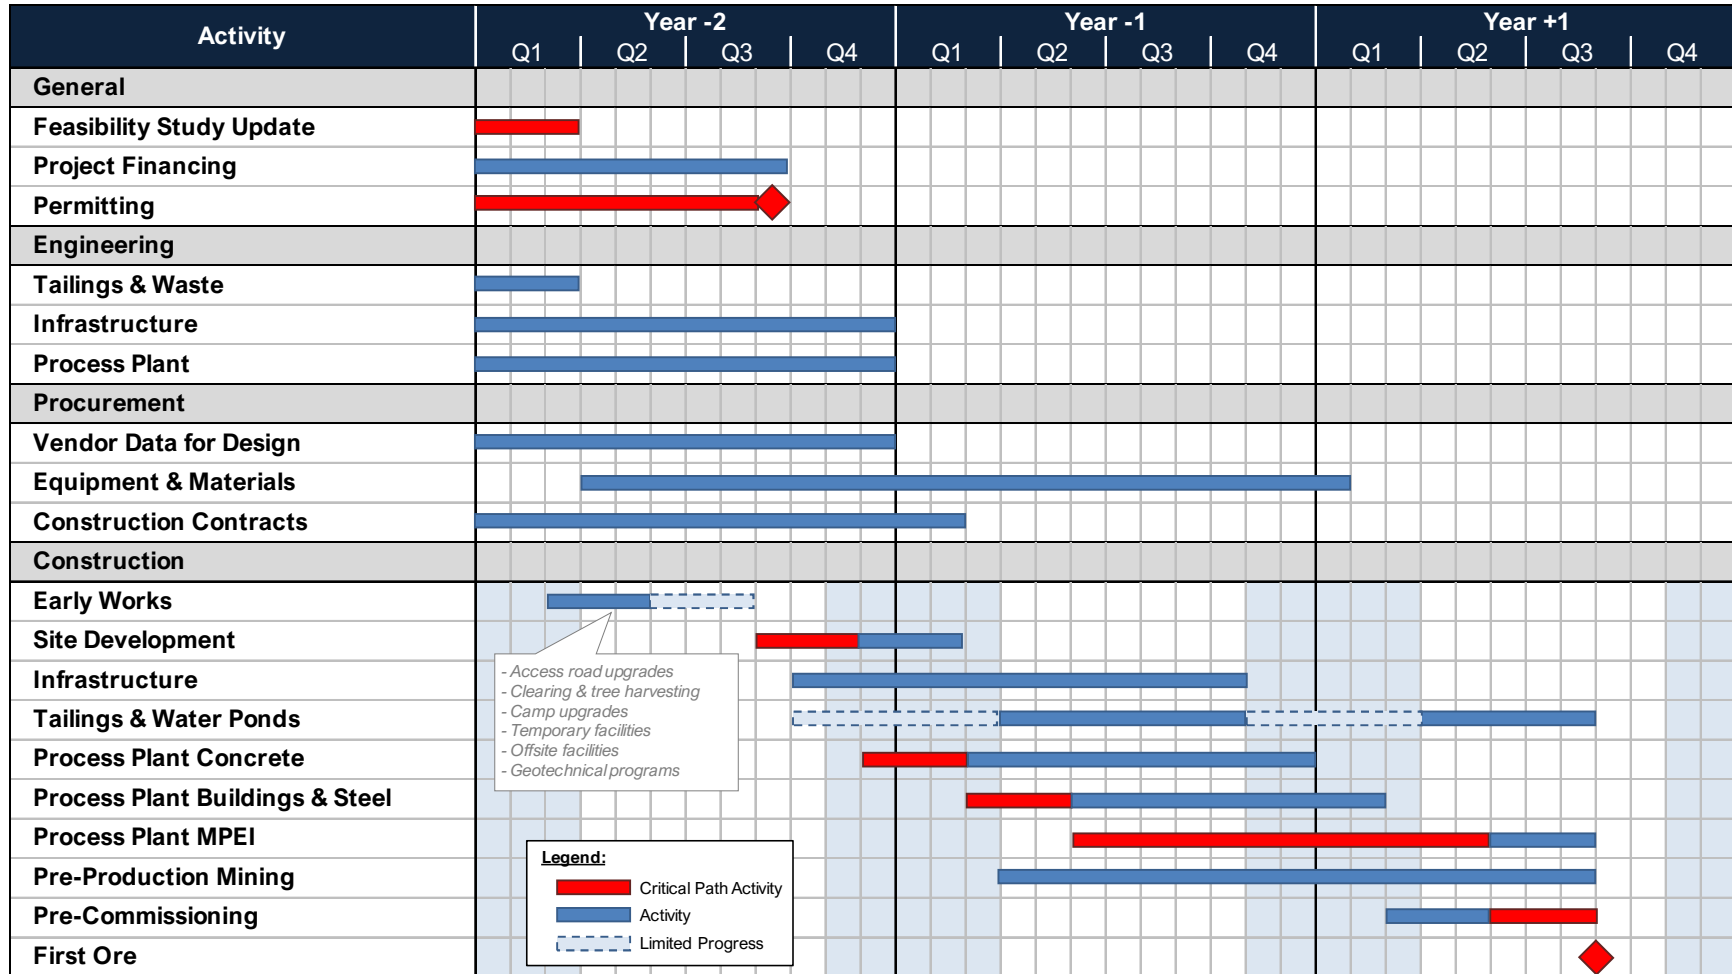 Activity
Year -2
Year -1
Year +1
Q1 Q2 Q3 Q4 Q1 Q2 Q3 Q4 Q1 Q2 Q3 Q4
General
Feasibility Study Update
Project Financing
Permitting
Engineering
Tailings & Waste
Infrastructure
Process Plant
Procurement
Vendor Data for Design
Equipment & Materials
Construction Contracts
Construction
Early Works
Site Development
Infrastructure
Tailings & Water Ponds
Process Plant Concrete
Process Plant Buildings & Steel
Process Plant MPEI
Pre-Production Mining
Pre-Commissioning
First Ore
- Access road upgrades
- Clearing & tree harvesting
- Camp upgrades
- Temporary facilities
- Offsite facilities
- Geotechnical programs
Legend:
Critical Path Activity
Activity
Limited Progress